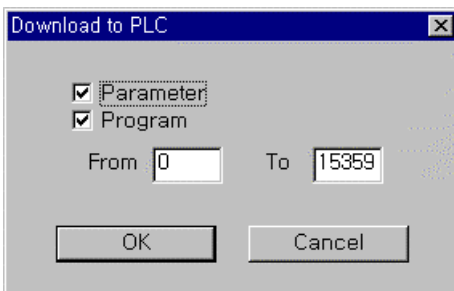 Download to PLC
Parameter
Program
From 0 To 15359
OK Cancel